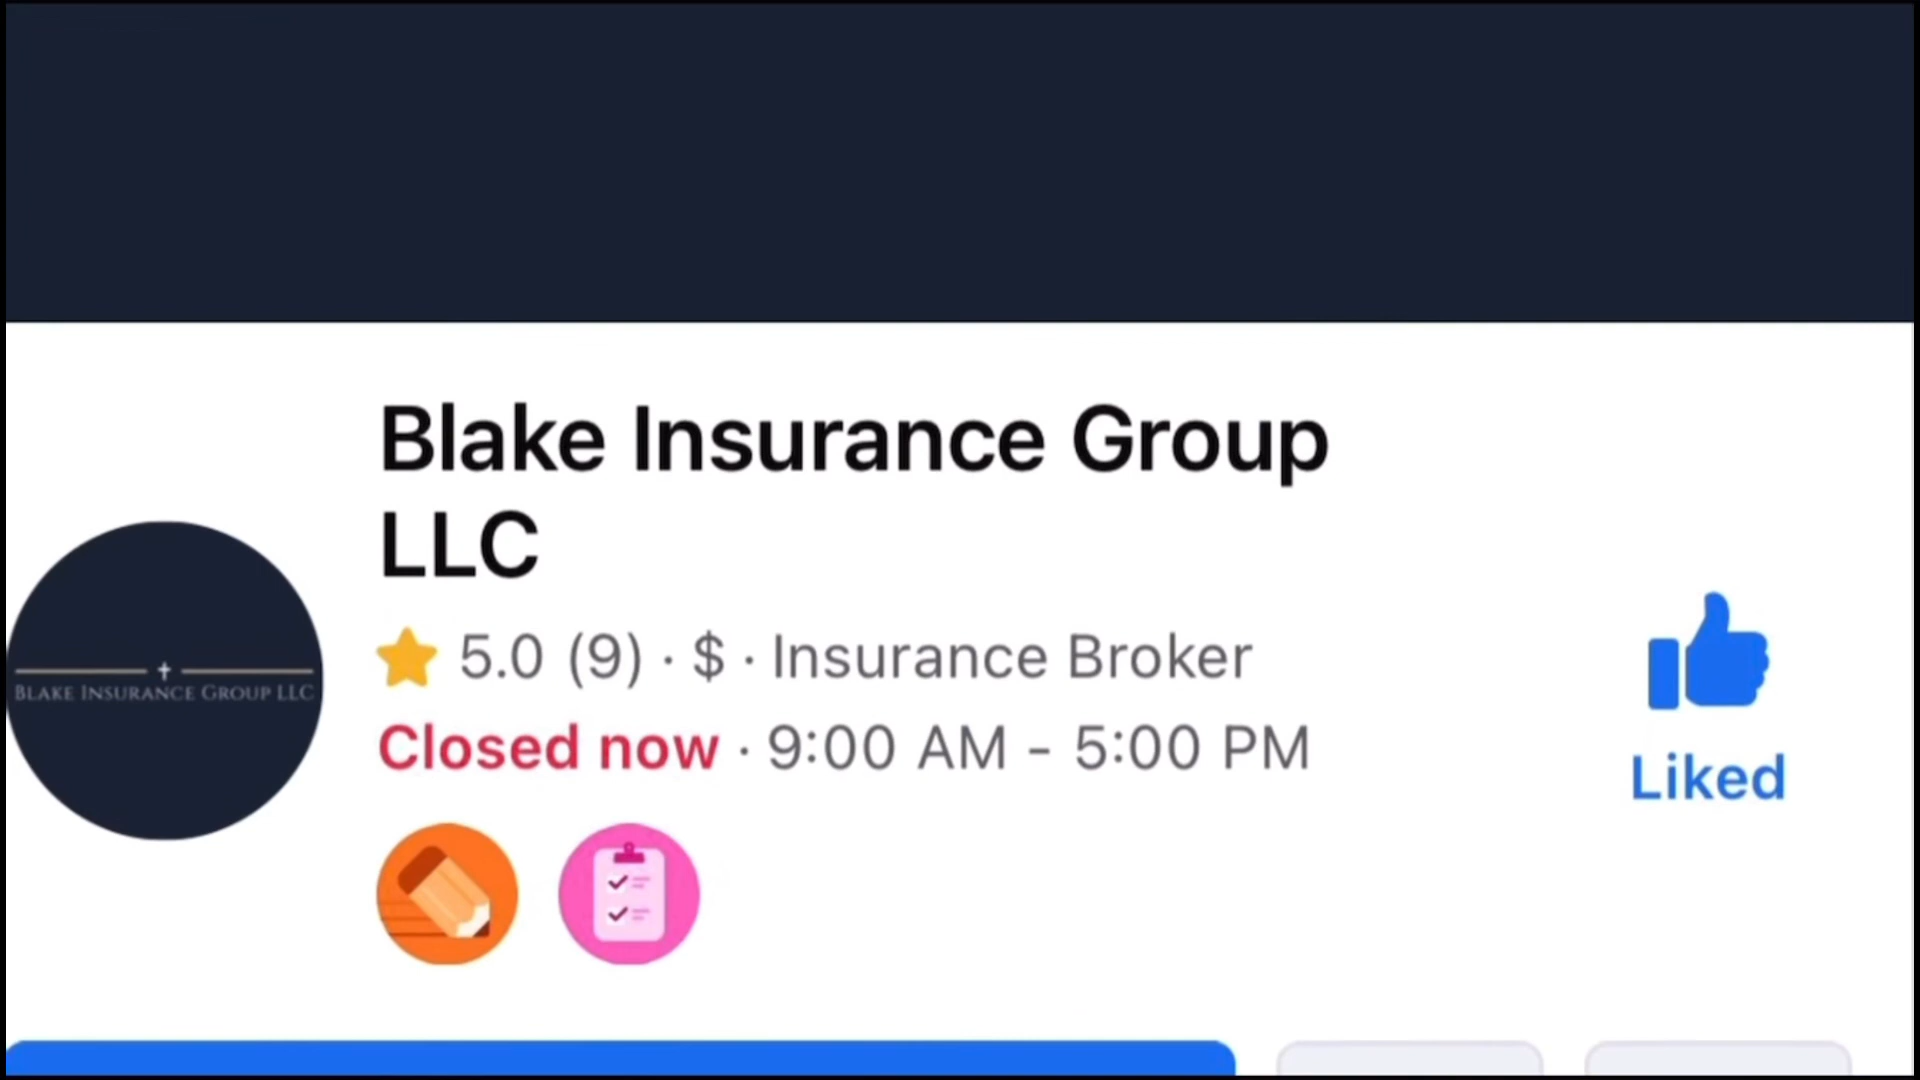 Blake Insurance Group
LLC
5.0 (9) · $ · Insurance Broker
Closed now · 9:00 AM - 5:00 PM
BLAKE INSURANCE GROUP LLC
Liked